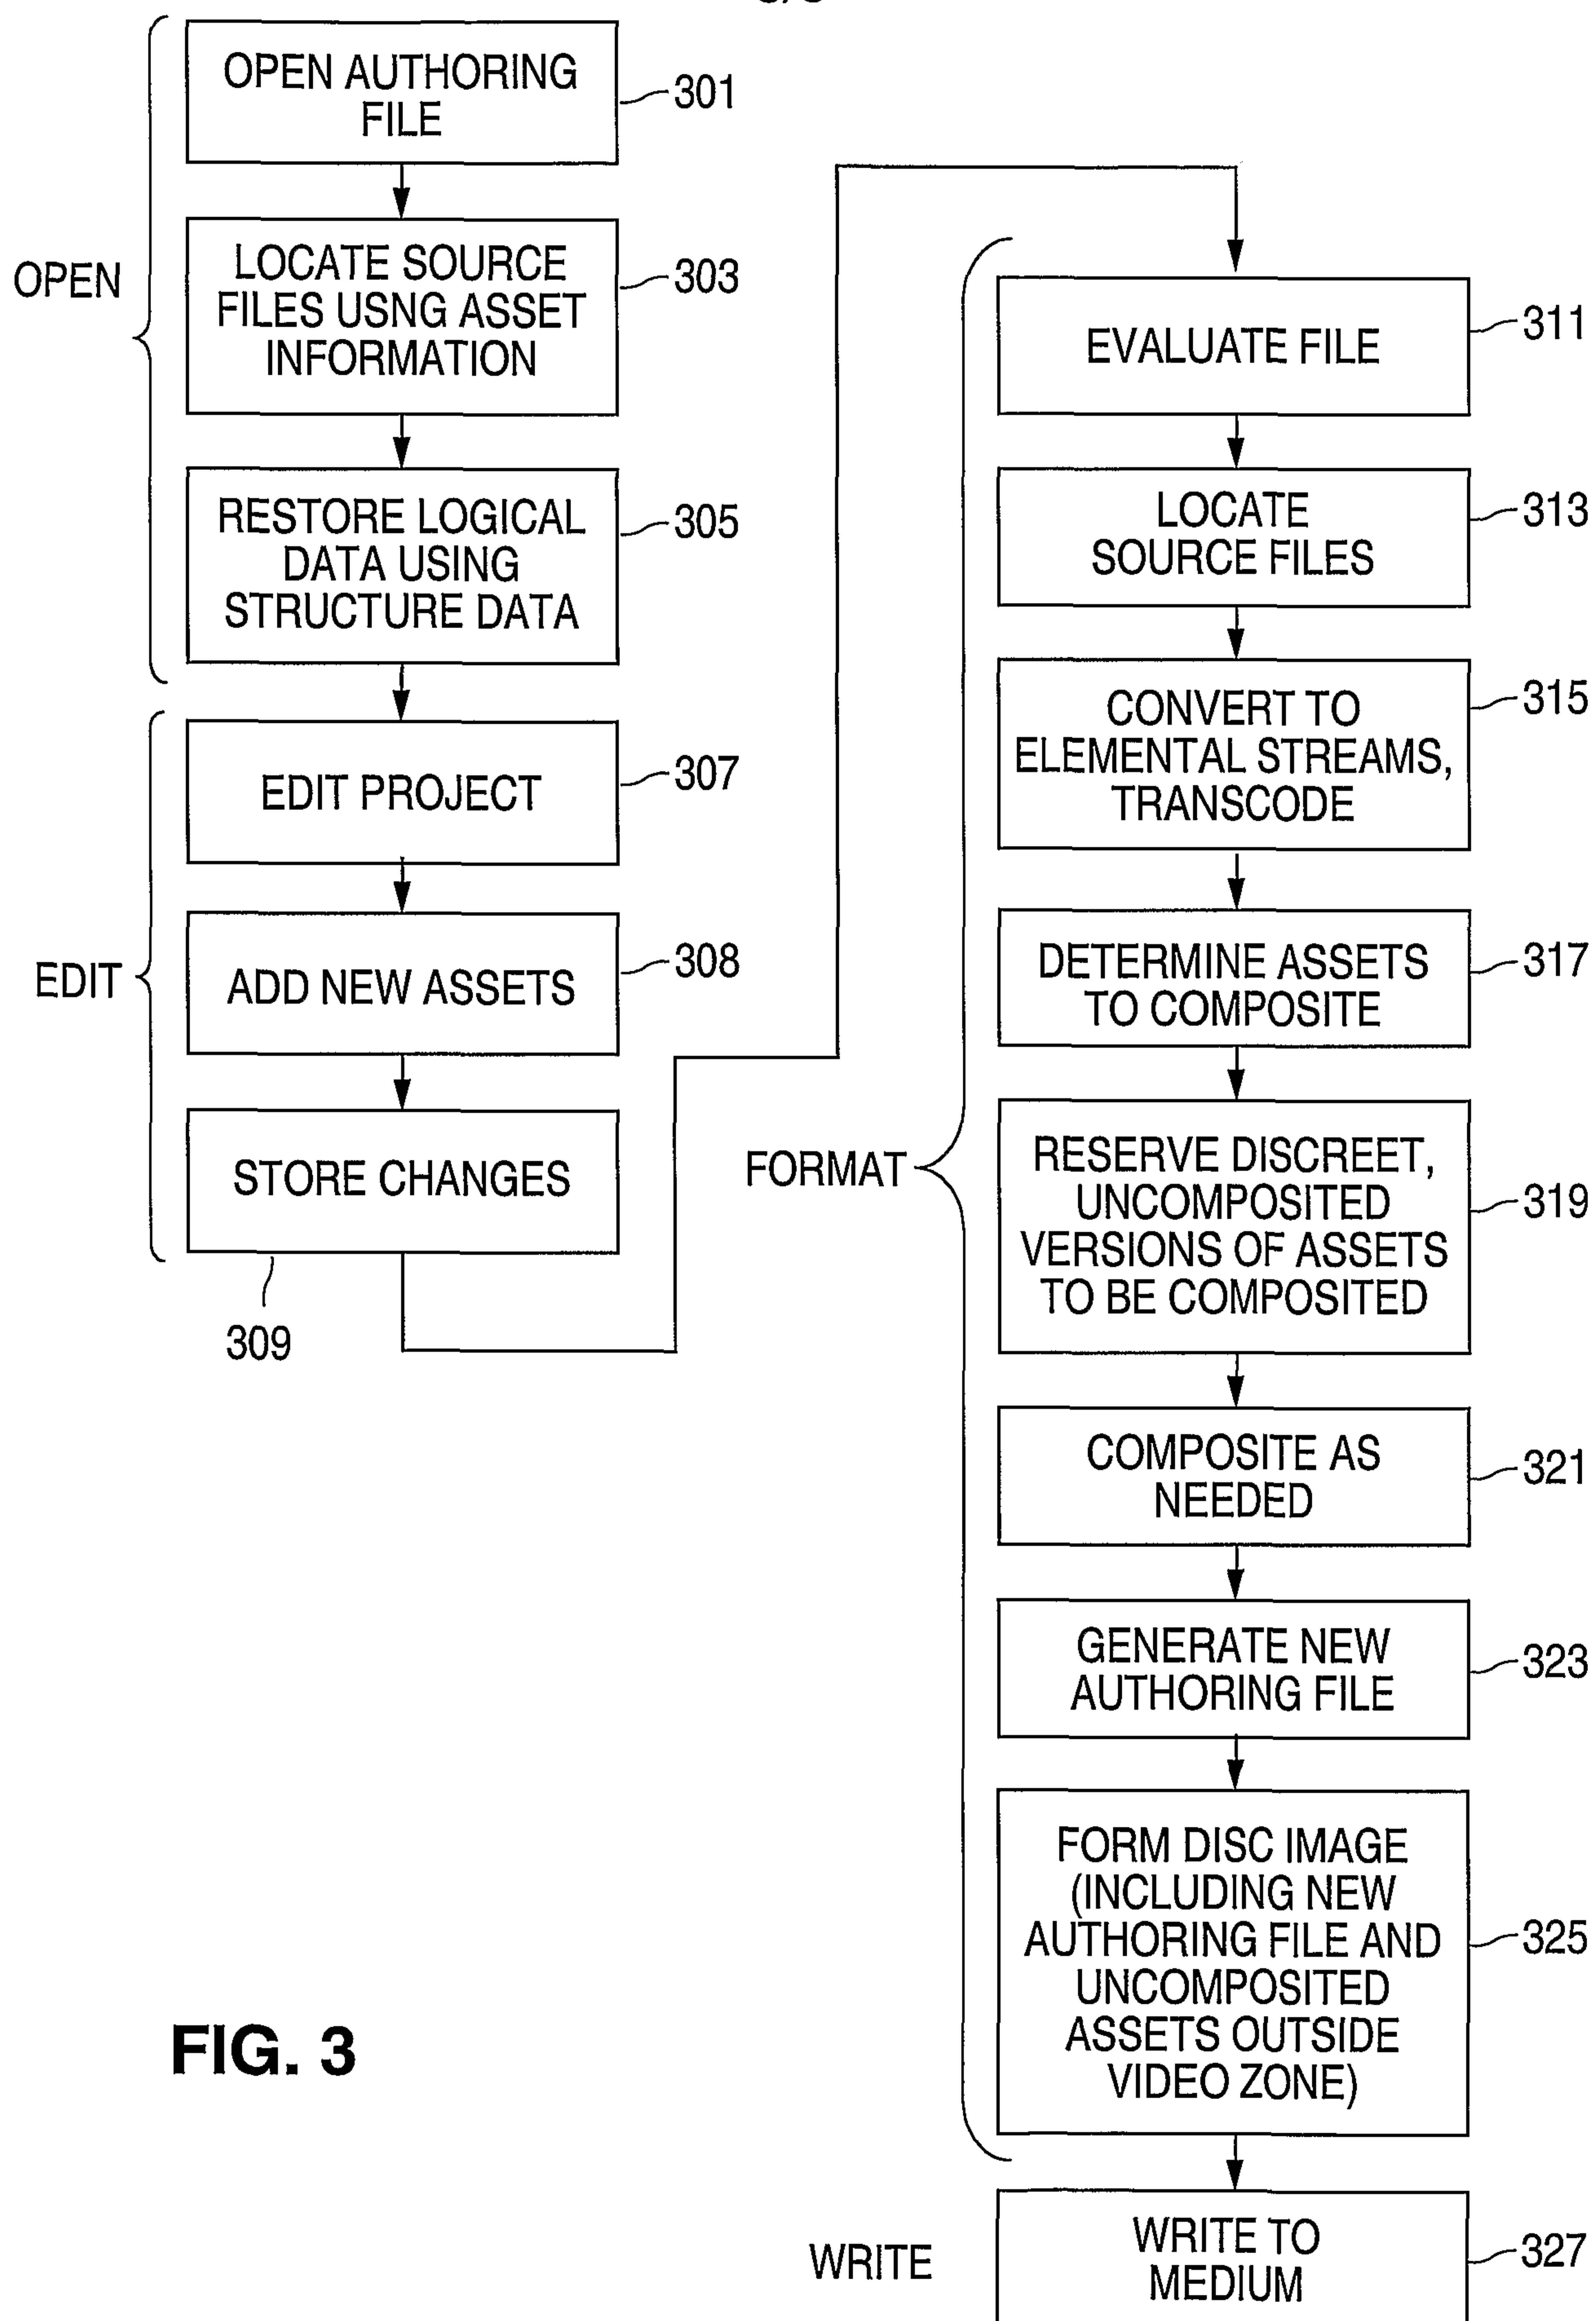 OPEN AUTHORING
FILE
301
OPEN
LOCATE SOURCE
FILES USNG ASSET
INFORMATION
303
RESTORE LOGICAL
DATA USING
STRUCTURE DATA
305
EDIT PROJECT
307
EDIT
ADD NEW ASSETS
308
STORE CHANGES
309
FORMAT
EVALUATE FILE
311
LOCATE
SOURCE FILES
313
CONVERT TO
ELEMENTAL STREAMS,
TRANSCODE
315
DETERMINE ASSETS
TO COMPOSITE
317
RESERVE DISCREET,
UNCOMPOSITED
VERSIONS OF ASSETS
TO BE COMPOSITED
319
COMPOSITE AS
NEEDED
321
GENERATE NEW
AUTHORING FILE
323
FORM DISC IMAGE
(INCLUDING NEW
AUTHORING FILE AND
UNCOMPOSITED
ASSETS OUTSIDE
VIDEO ZONE)
325
WRITE
WRITE TO
MEDIUM
327
FIG. 3